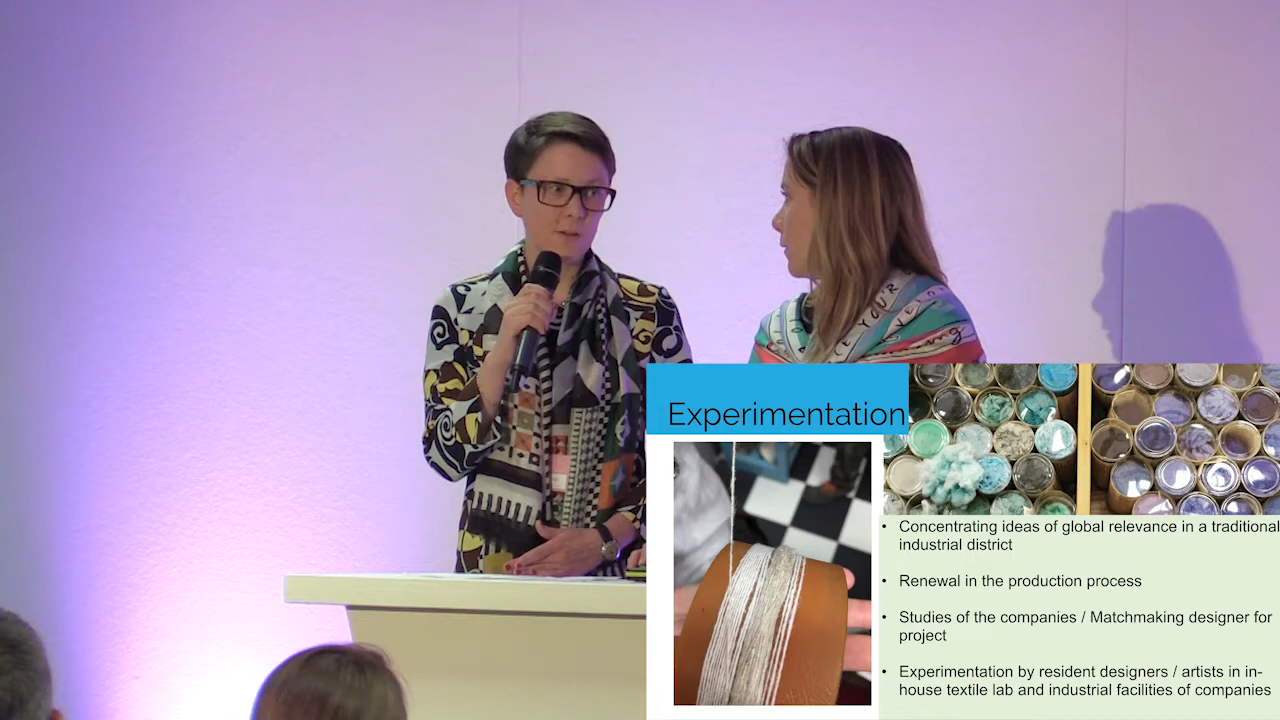 YOUR
Experimentation
• Concentrating ideas of global relevance in a traditional
industrial district
• Renewal in the production process
• Studies of the companies / Matchmaking designer for
project
• Experimentation by resident designers / artists in in-
house textile lab and industrial facilities of companies